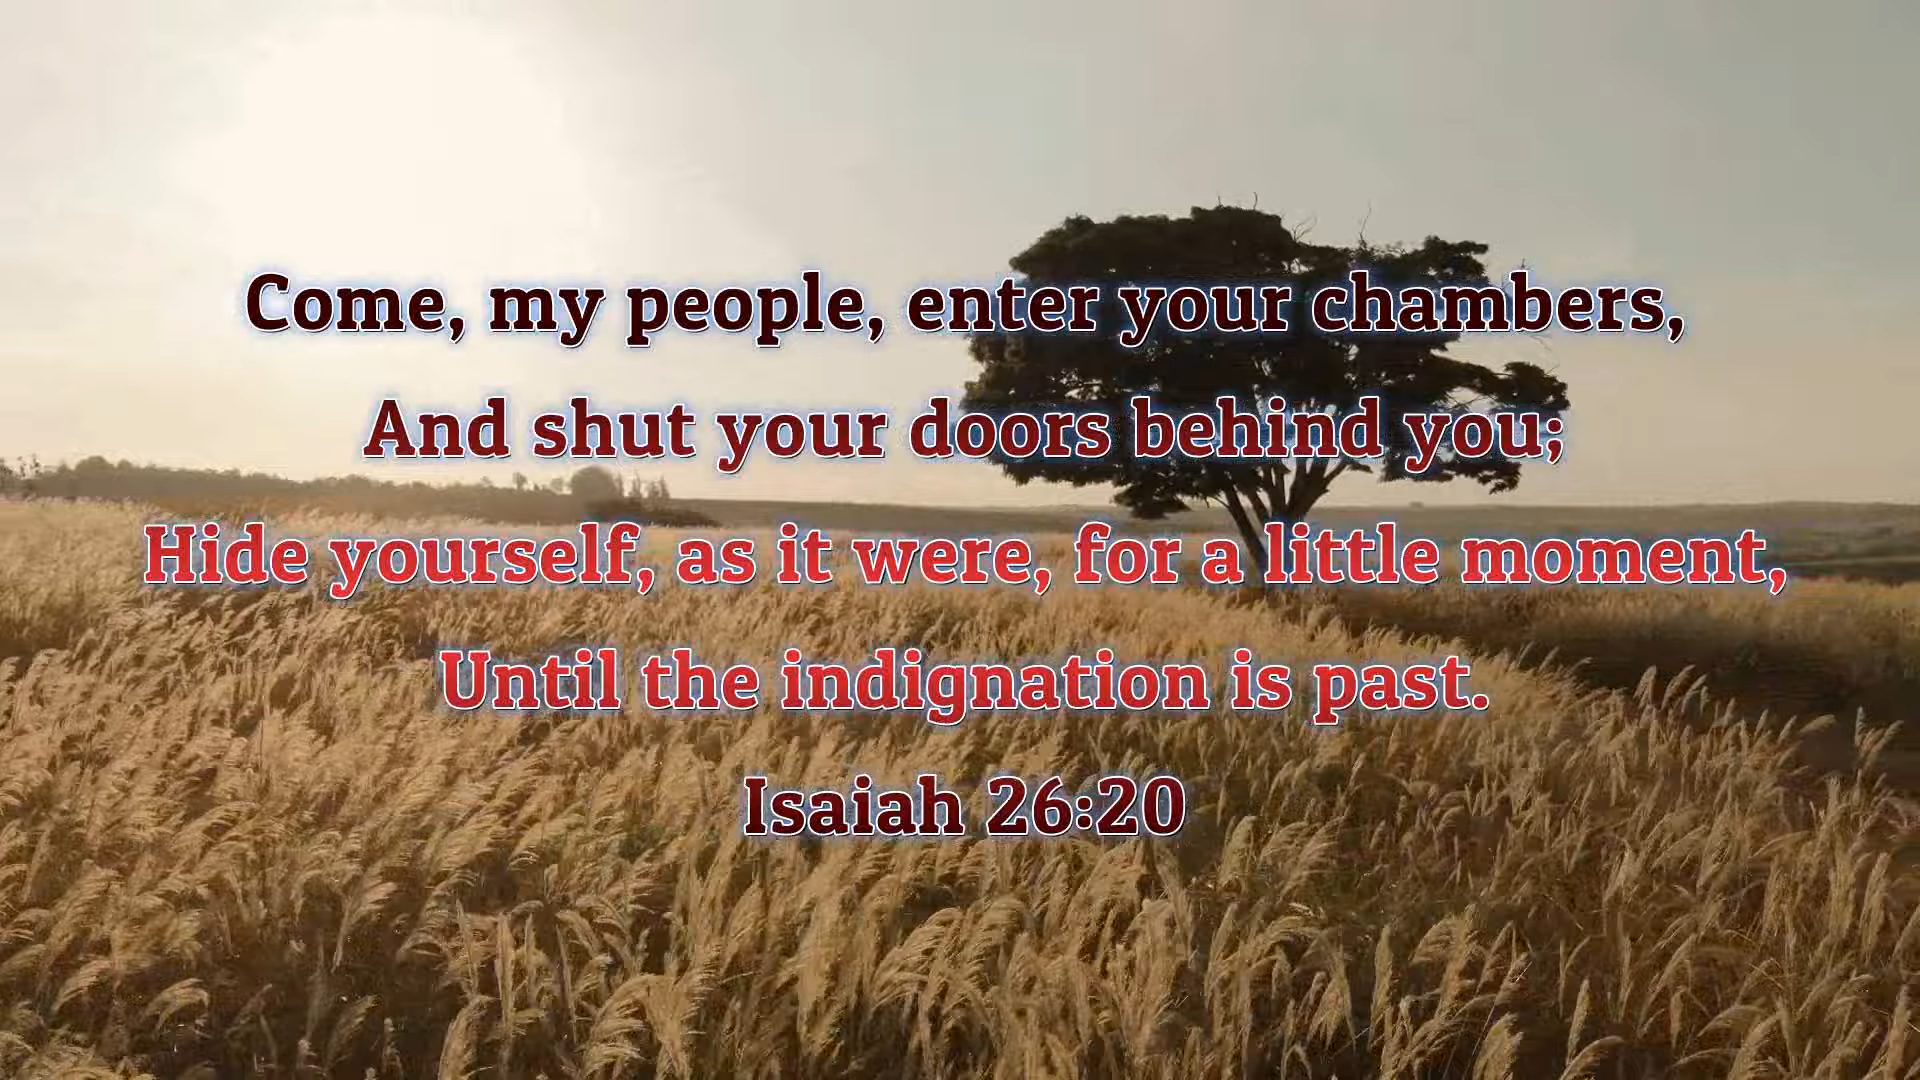 Come, my people, enter your chambers,
And shut your doors behind you;
Hide yourself, as it were, for a little moment,
Until the indignation is past.
Isaiah 26:20